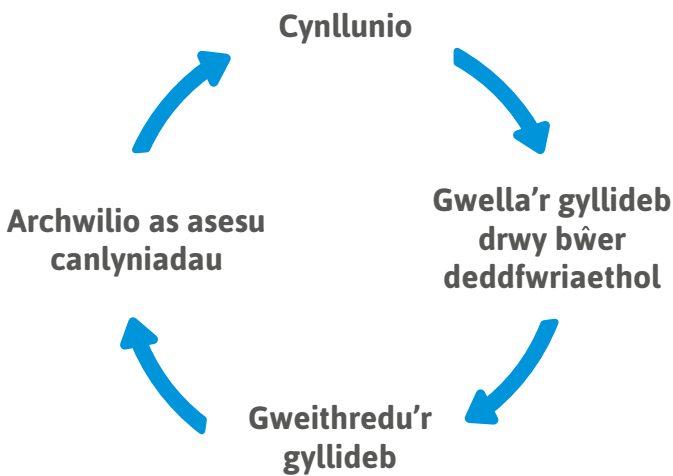 Cynllunio
Gwella’r gyllideb
drwy bŵer
deddfwriaethol
Gweithredu’r
gyllideb
Archwilio as asesu
canlyniadau